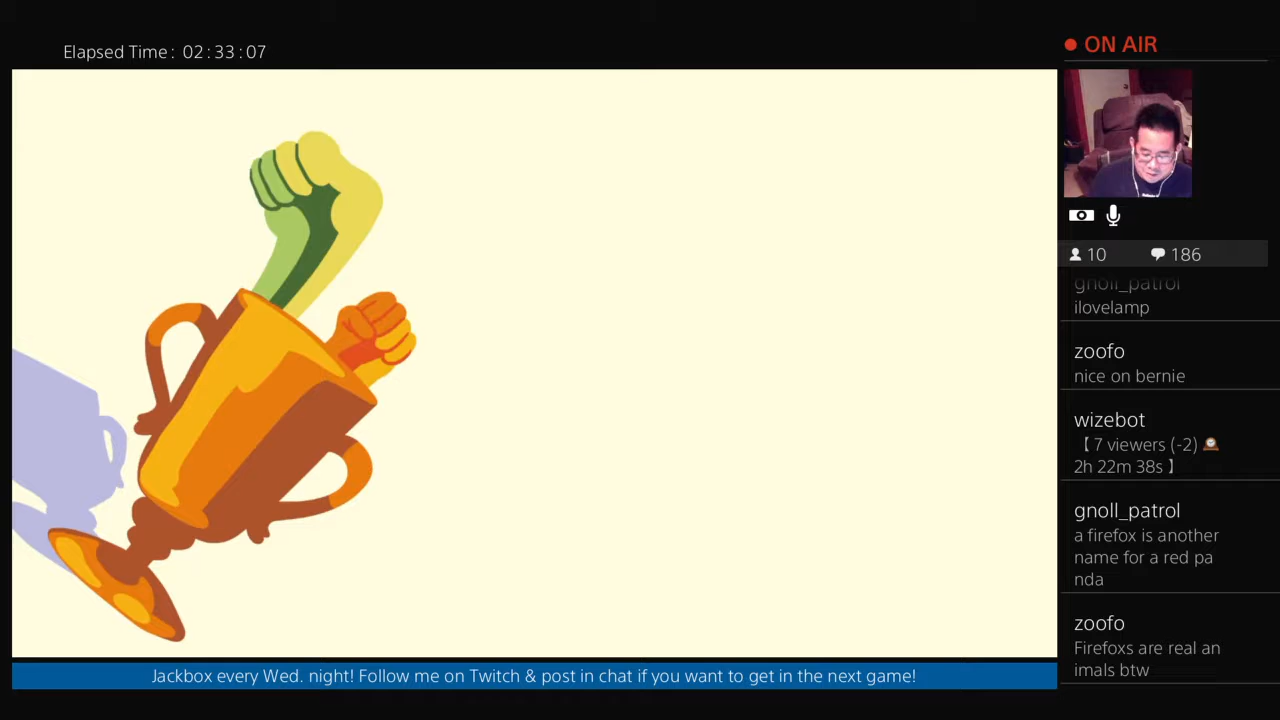 Elapsed Time: 02:33:07
ON AIR
10 186
gnoll_patrol
ilovelamp
zoofo
nice on bernie
wizebot
【7 viewers (-2) 🕰
2h 22m 38s】
gnoll_patrol
a firefox is another
name for a red pa
nda
zoofo
Firefoxs are real an
imals btw
Jackbox every Wed. night! Follow me on Twitch & post in chat if you want to get in the next game!